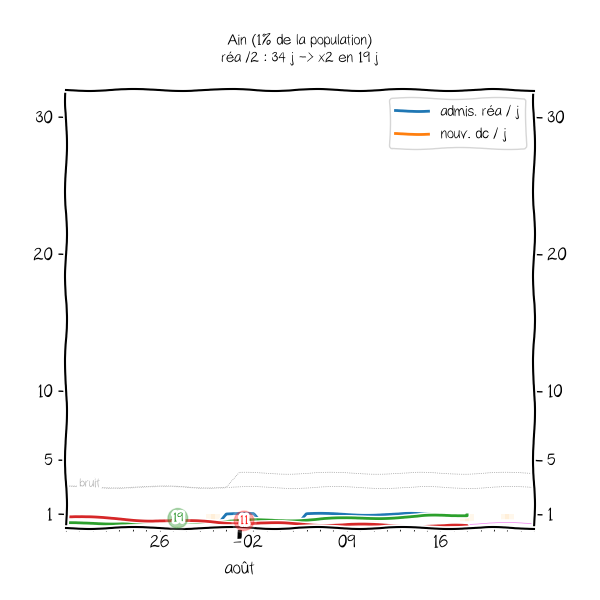 Ain (1% de la population)
réa /2 : 34 j -> x2 en 19 j
admis. réa / j
nouv. dc / j
30
30
20
20
10
10
5
5
bruit
1
19
11
1
26
02
09
16
août